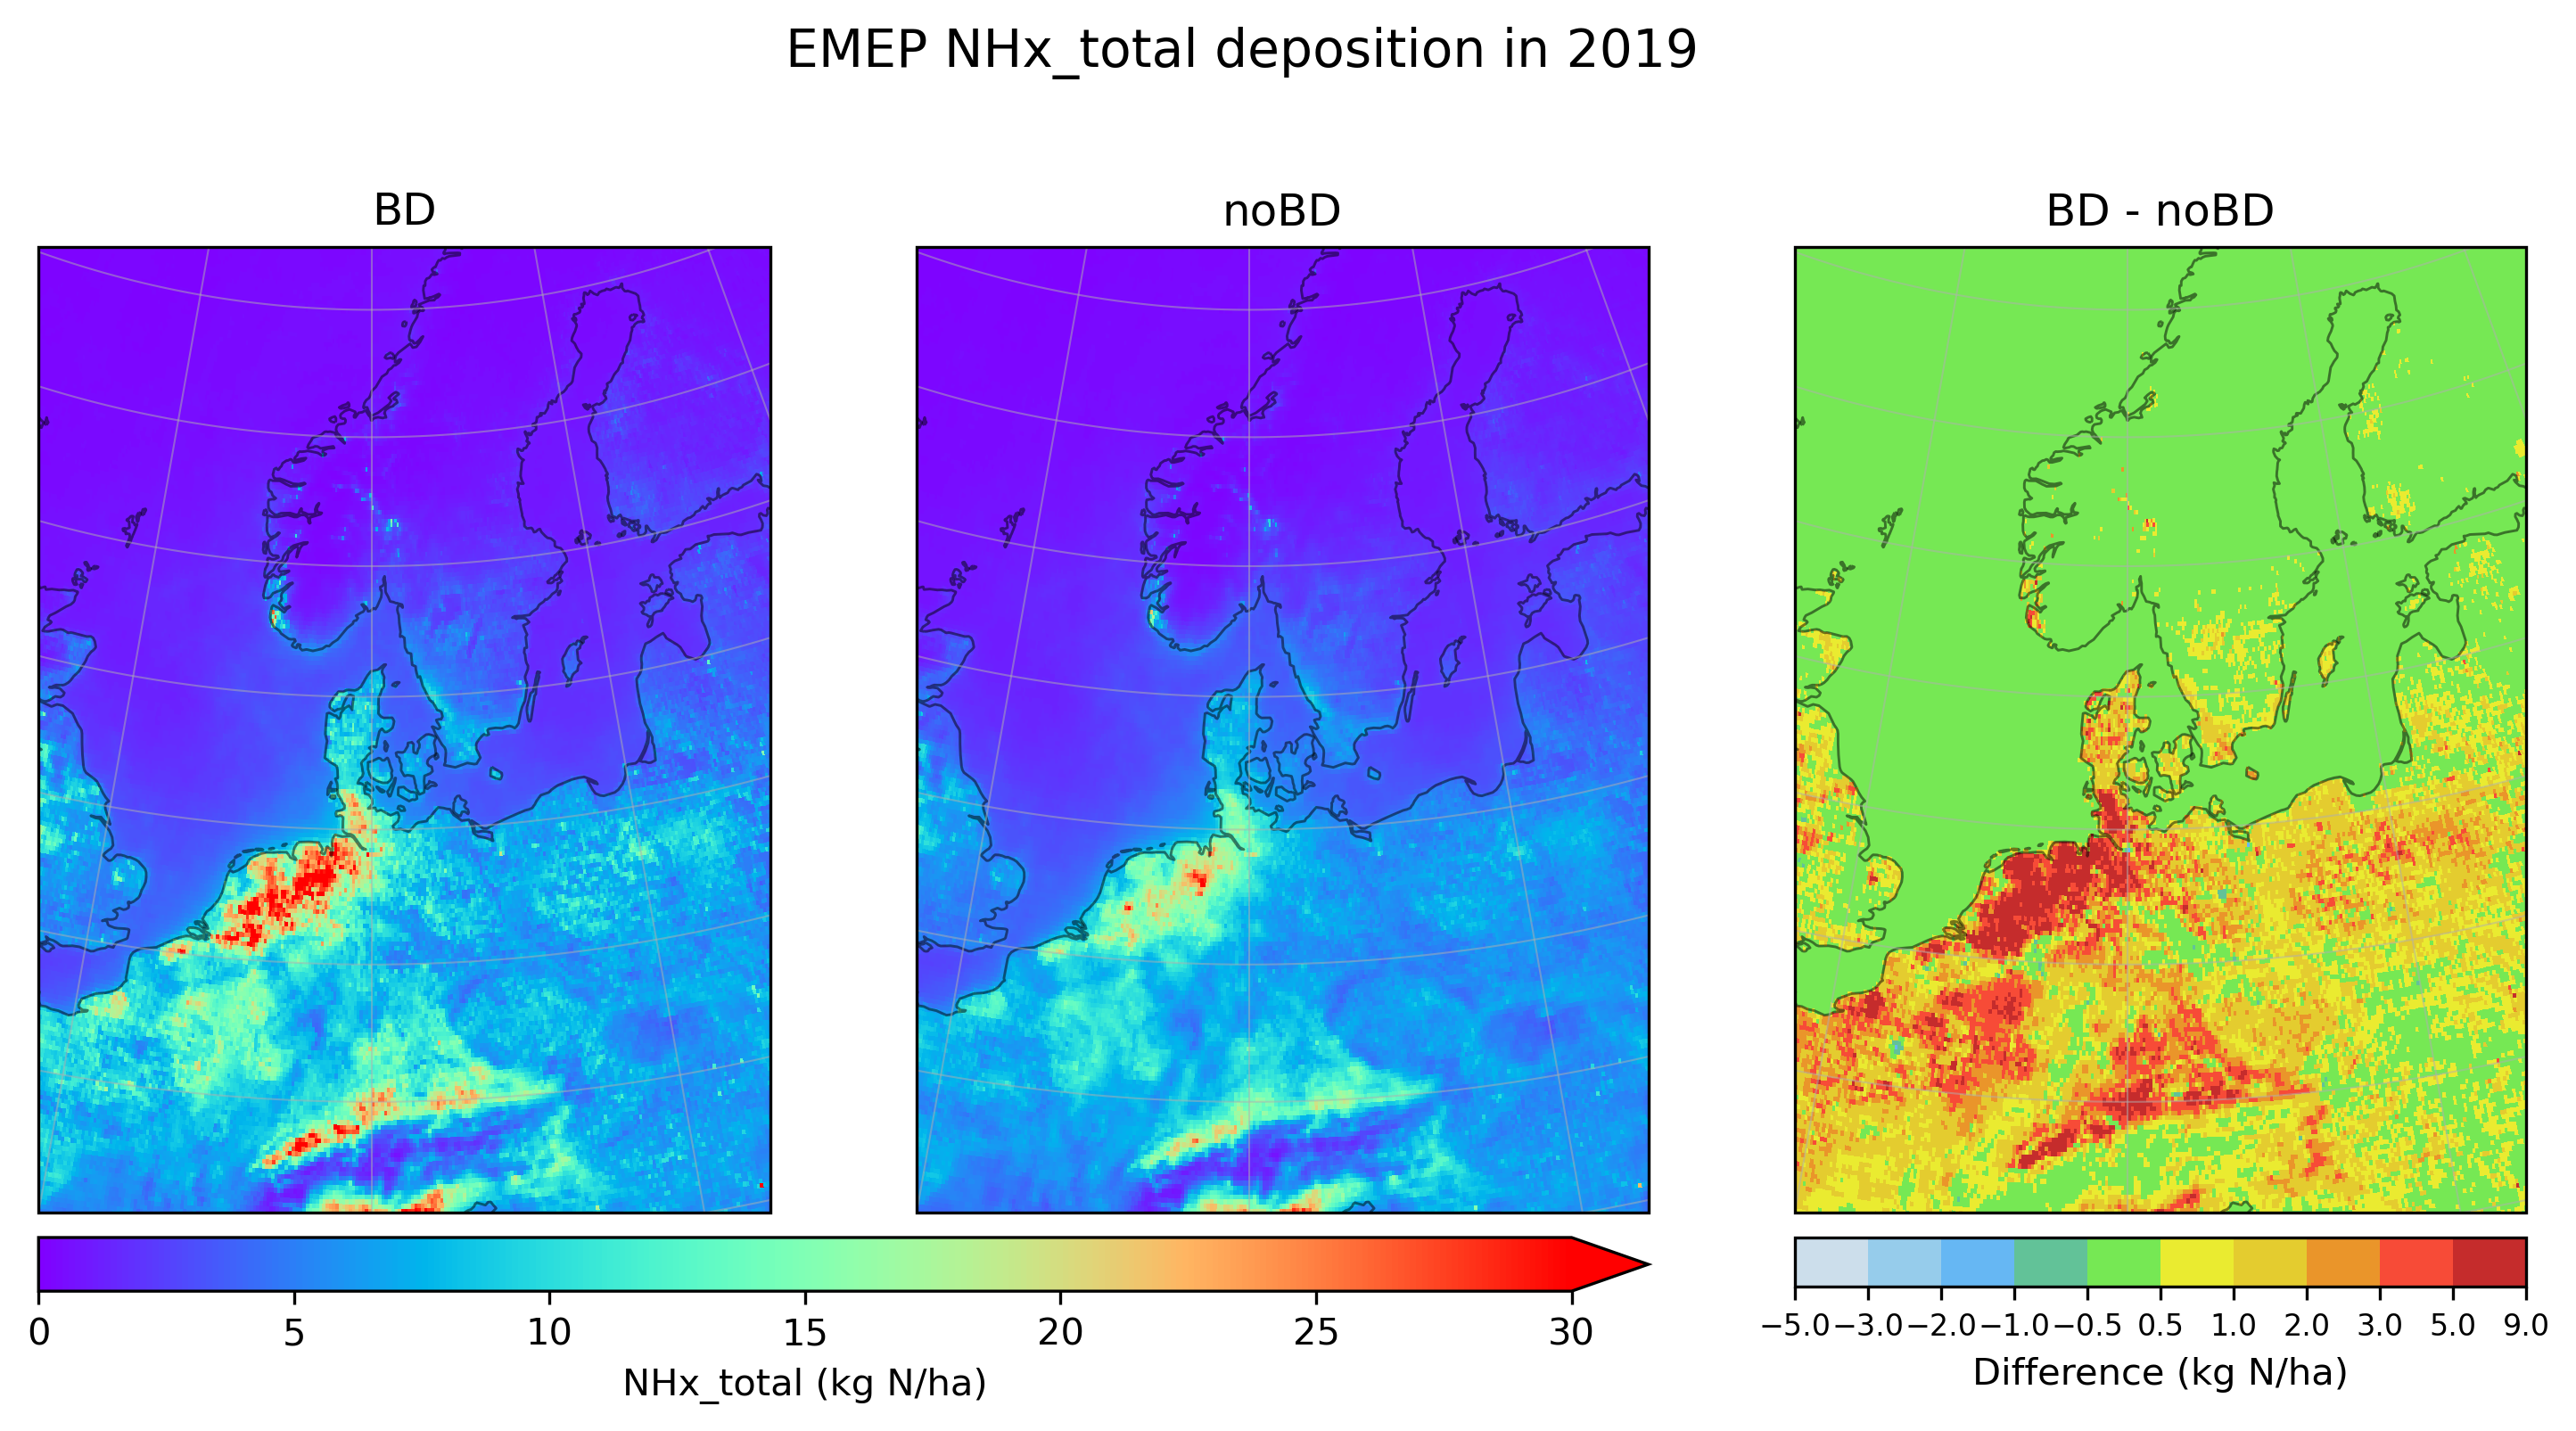 EMEP NHx_total deposition in 2019
BD
noBD
BD - noBD
0 5 10 15 20 25 30
NHx_total (kg N/ha)
−5.0 −3.0 −2.0 −1.0 −0.5 0.5 1.0 2.0 3.0 5.0 9.0
Difference (kg N/ha)